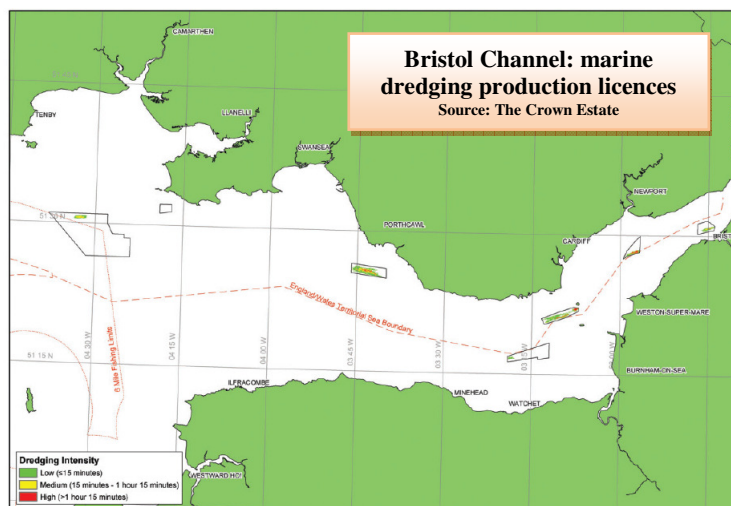 Bristol Channel: marine
dredging production licences
Source: The Crown Estate
CAMARTHEN
TENBY
LLANELLI
SWANSEA
NEWPORT
51.30 N
PORTHCAWL
CARDIFF
BRIST
England/Wales Territorial Sea Boundary
WESTON-SUPER-MARE
04 30 W
04 15 W
04 00 W
03 45 W
03 30 W
51.15 N
6 Mile Fishing Limits
BURNHAM-ON-SEA
ILFRACOMBE
MINEHEAD
WATCHET
WESTWARD HO!
Dredging Intensity
Low (≤15 minutes)
Medium (15 minutes - 1 hour 15 minutes)
High (>1 hour 15 minutes)